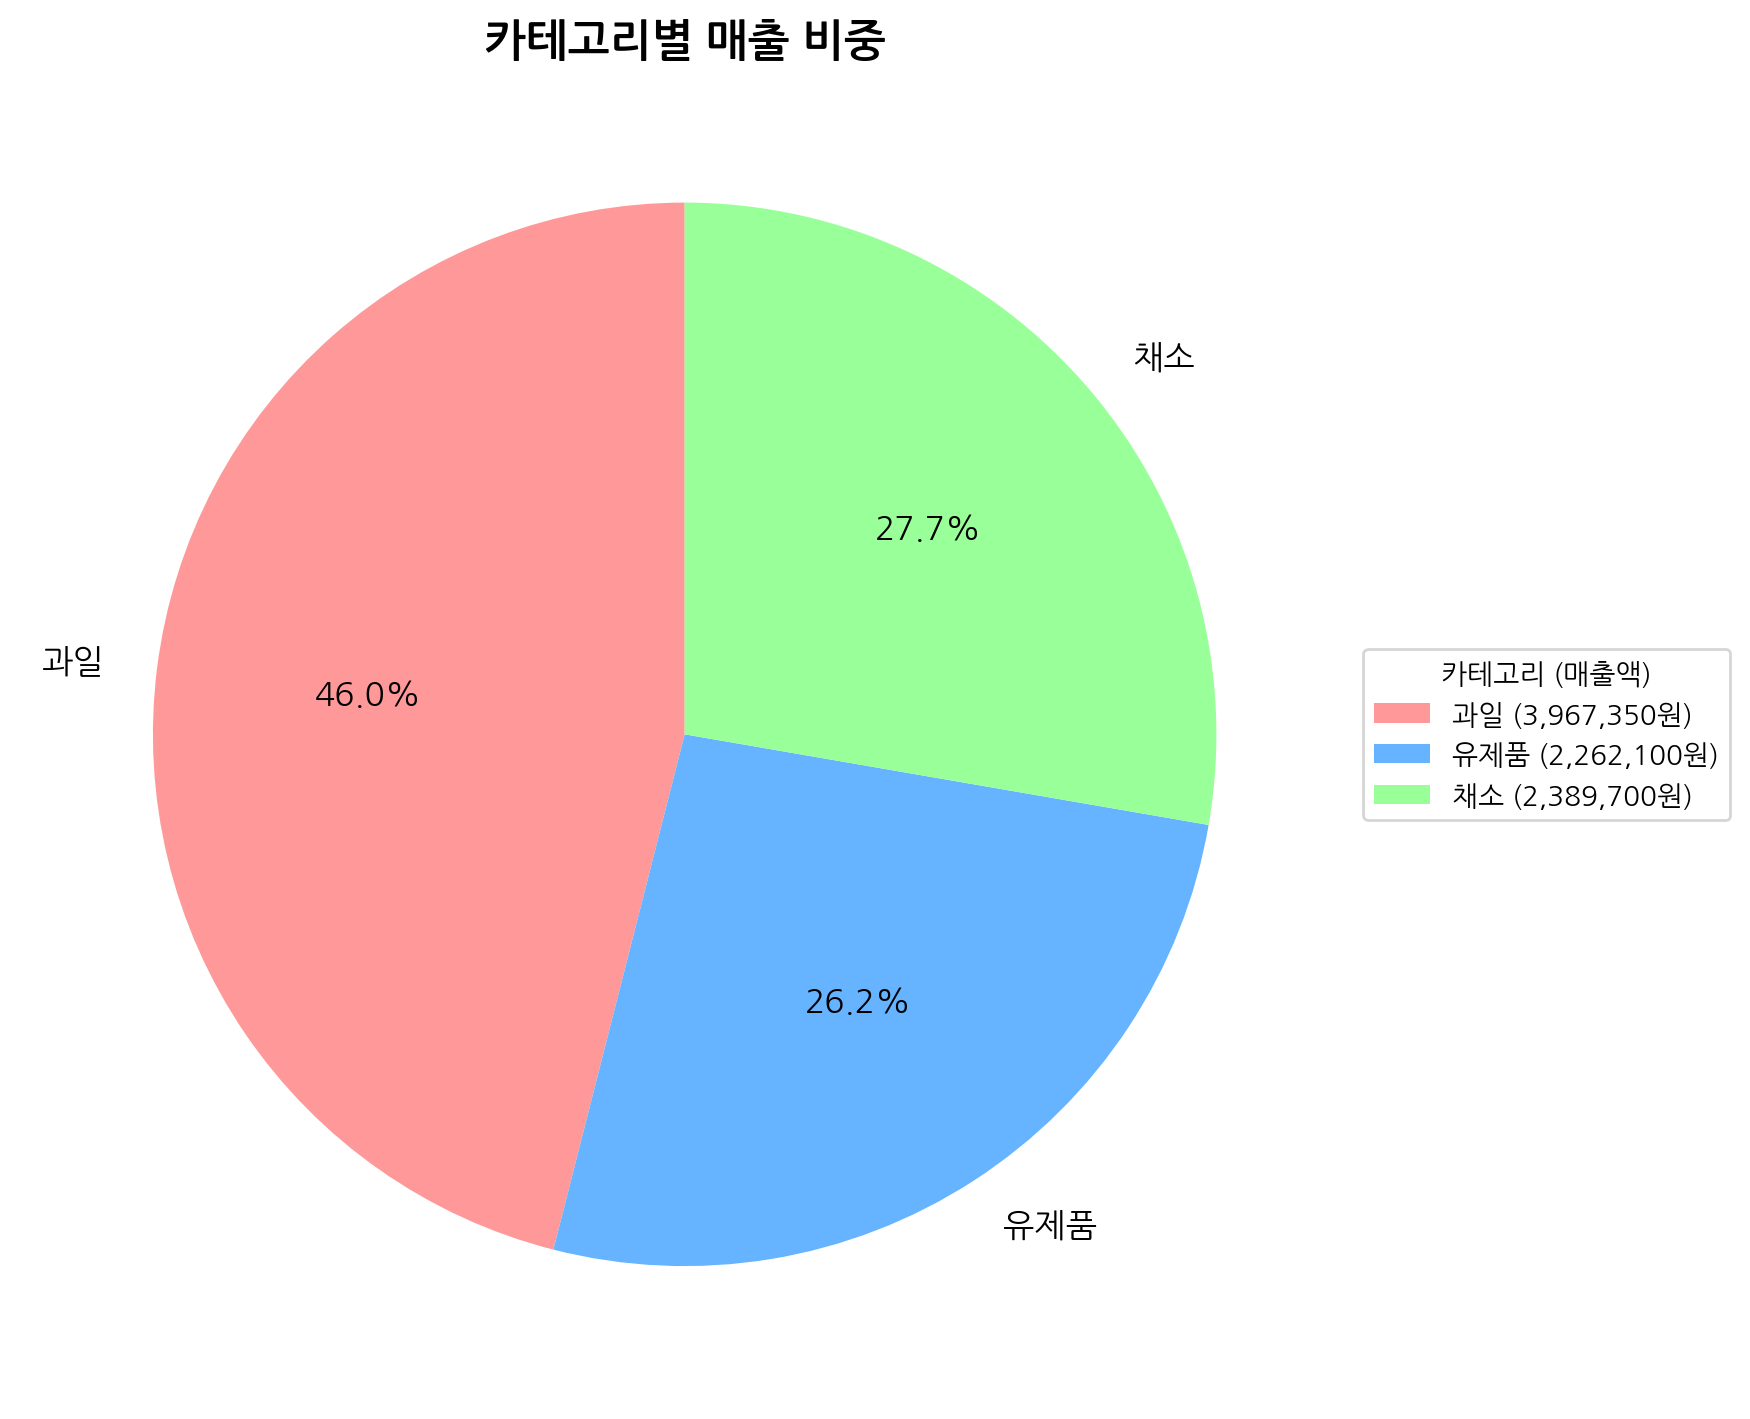 카테고리별 매출 비중
채소
27.7%
과일
46.0%
카테고리 (매출액)
과일 (3,967,350원)
유제품 (2,262,100원)
채소 (2,389,700원)
26.2%
유제품